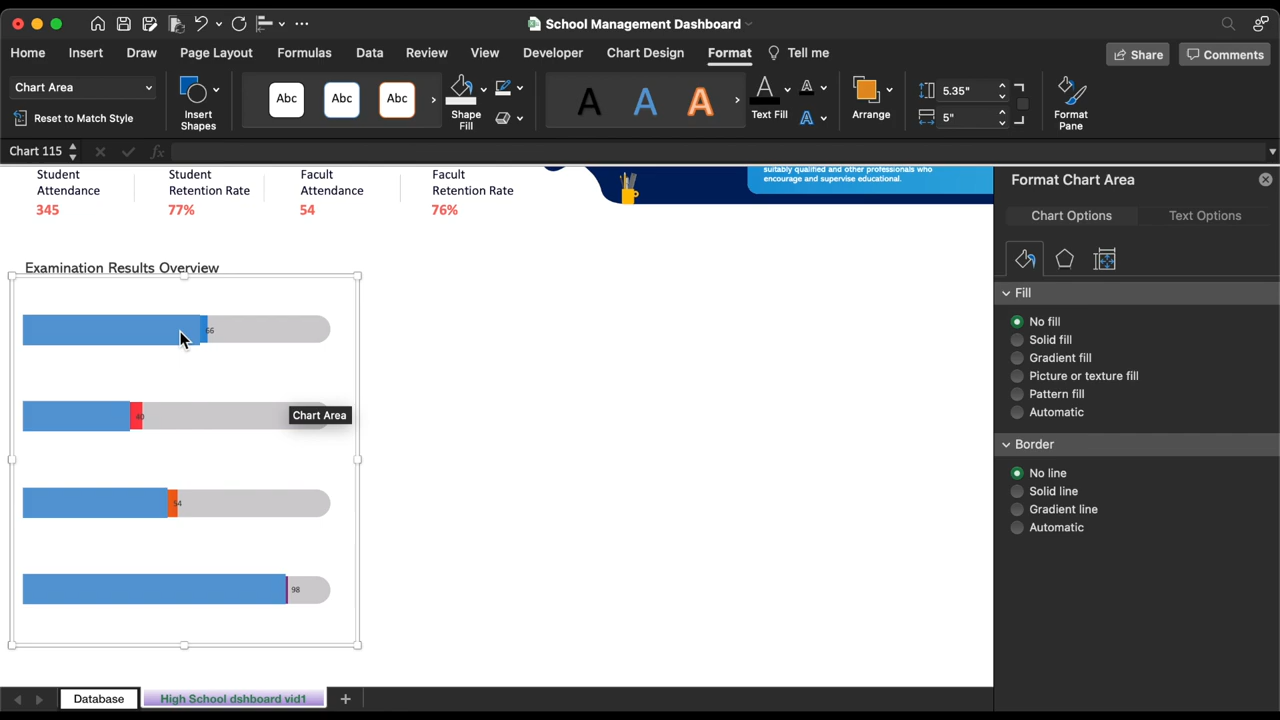 School Management Dashboard
Home Insert Draw Page Layout Formulas Data Review View Developer Chart Design Format Tell me
Share Comments
Chart Area
Reset to Match Style
Insert
Shapes
Abc Abc Abc
Shape
Fill
A A A
Text Fill
Arrange
5.35"
5"
Format
Pane
Chart 115
fx
Student
Attendance
345
Student
Retention Rate
77%
Facult
Attendance
54
Facult
Retention Rate
76%
suitably qualified and other professionals who
encourage and supervise educational.
Examination Results Overview
66
40
Chart Area
54
98
Format Chart Area
Chart Options Text Options
Fill
No fill
Solid fill
Gradient fill
Picture or texture fill
Pattern fill
Automatic
Border
No line
Solid line
Gradient line
Automatic
Database High School dshboard vid1